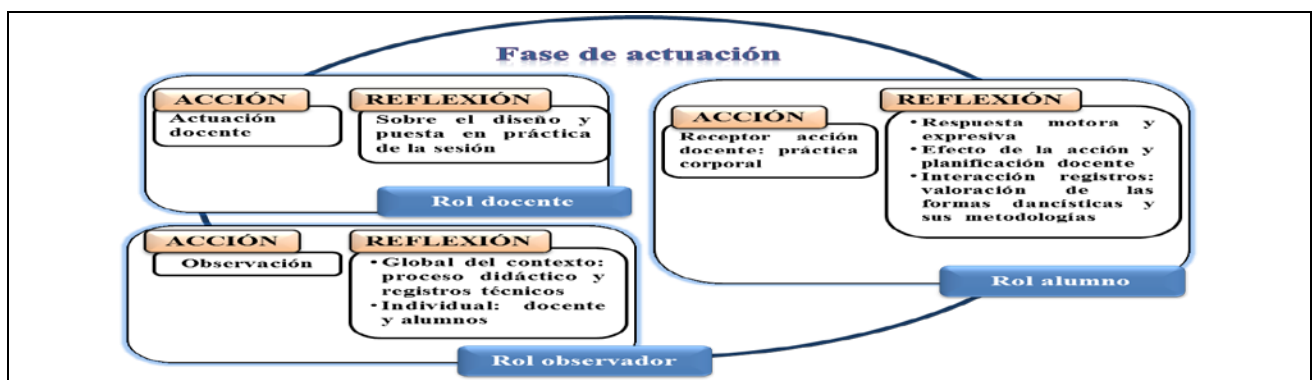 Fase de actuación
ACCIÓN
Actuación
docente
REFLEXIÓN
Sobre el diseño y
puesta en práctica
de la sesión
Rol docente
ACCIÓN
Observación
REFLEXIÓN
•Global del contexto:
proceso didáctico y
registros técnicos
•Individual: docente
y alumnos
Rol observador
ACCIÓN
Receptor acción
docente: práctica
corporal
REFLEXIÓN
•Respuesta motora y
expresiva
•Efecto de la acción y
planificación docente
•Interacción registros:
valoración de las
formas dancísticas y
sus metodologías
Rol alumno